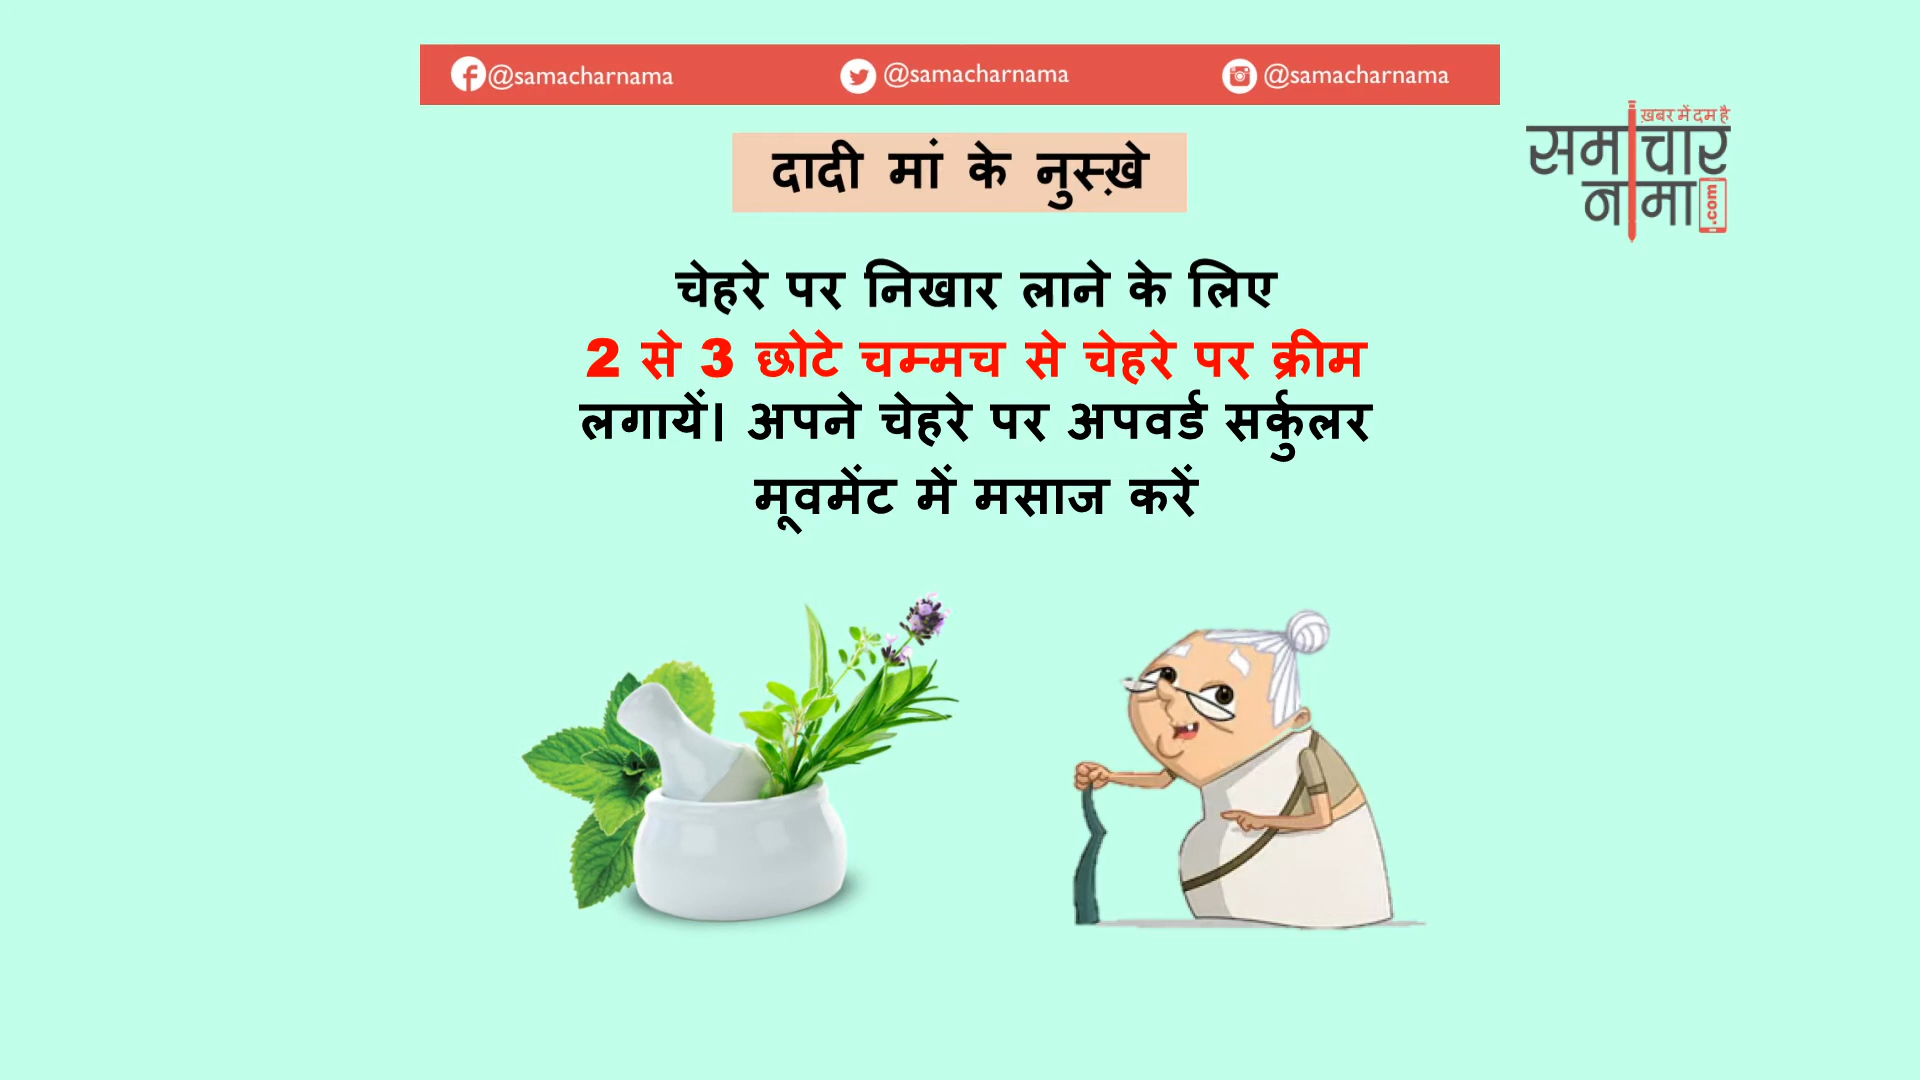 @samacharnama @samacharnama @samacharnama
ख़बर में दम है
समाचार
नामा
.com
दादी मां के नुस्ख़े
चेहरे पर निखार लाने के लिए
2 से 3 छोटे चम्मच से चेहरे पर क्रीम
लगायें। अपने चेहरे पर अपवर्ड सर्कुलर
मूवमेंट में मसाज करें